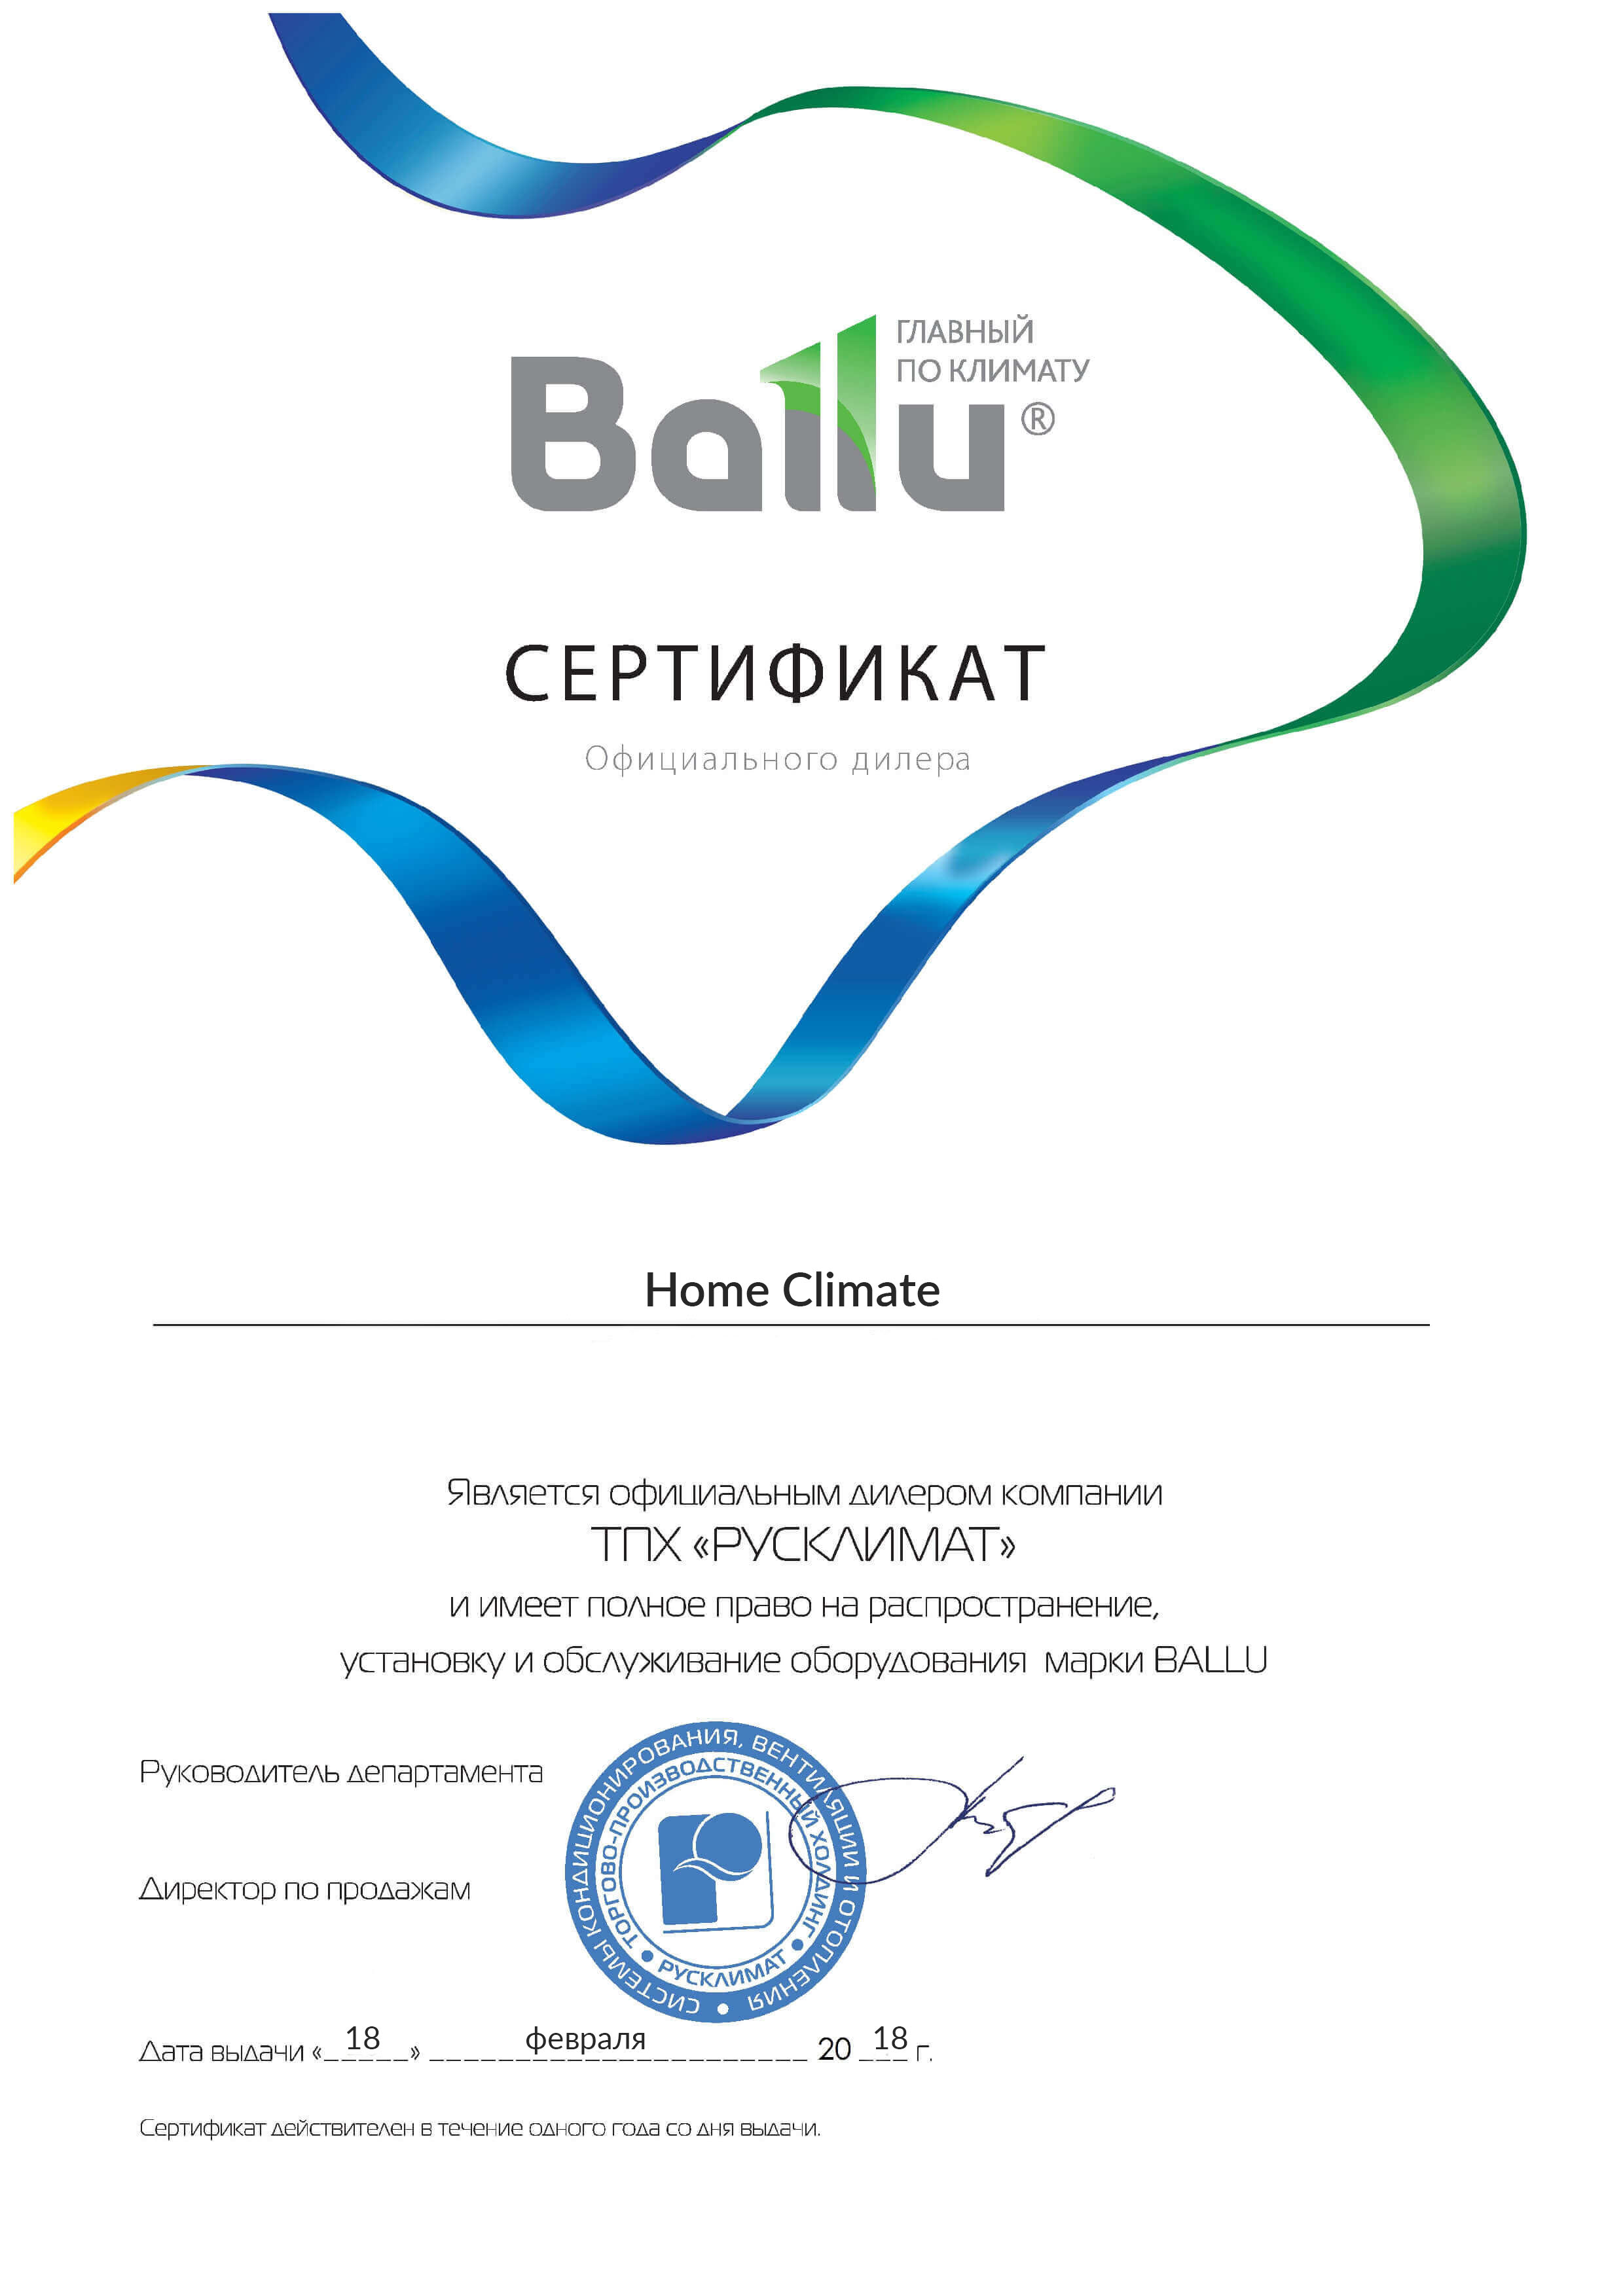 ГЛАВНЫЙ
ПО КЛИМАТУ
Ballu®
СЕРТИФИКАТ
Официального дилера
Home Climate
Является официальным дилером компании
ТПХ «РУСКЛИМАТ»
и имеет полное право на распространение,
установку и обслуживание оборудования марки BALLU
Руководитель департамента
Директор по продажам
СИСТЕМЫ КОНДИЦИОНИРОВАНИЯ, ВЕНТИЛЯЦИИ И ОТОПЛЕНИЯ
ТОРГОВО-ПРОИЗВОДСТВЕННЫЙ ХОЛДИНГ
РУСКЛИМАТ
Дата выдачи «18» февраля 2018 г.
Сертификат действителен в течение одного года со дня выдачи.